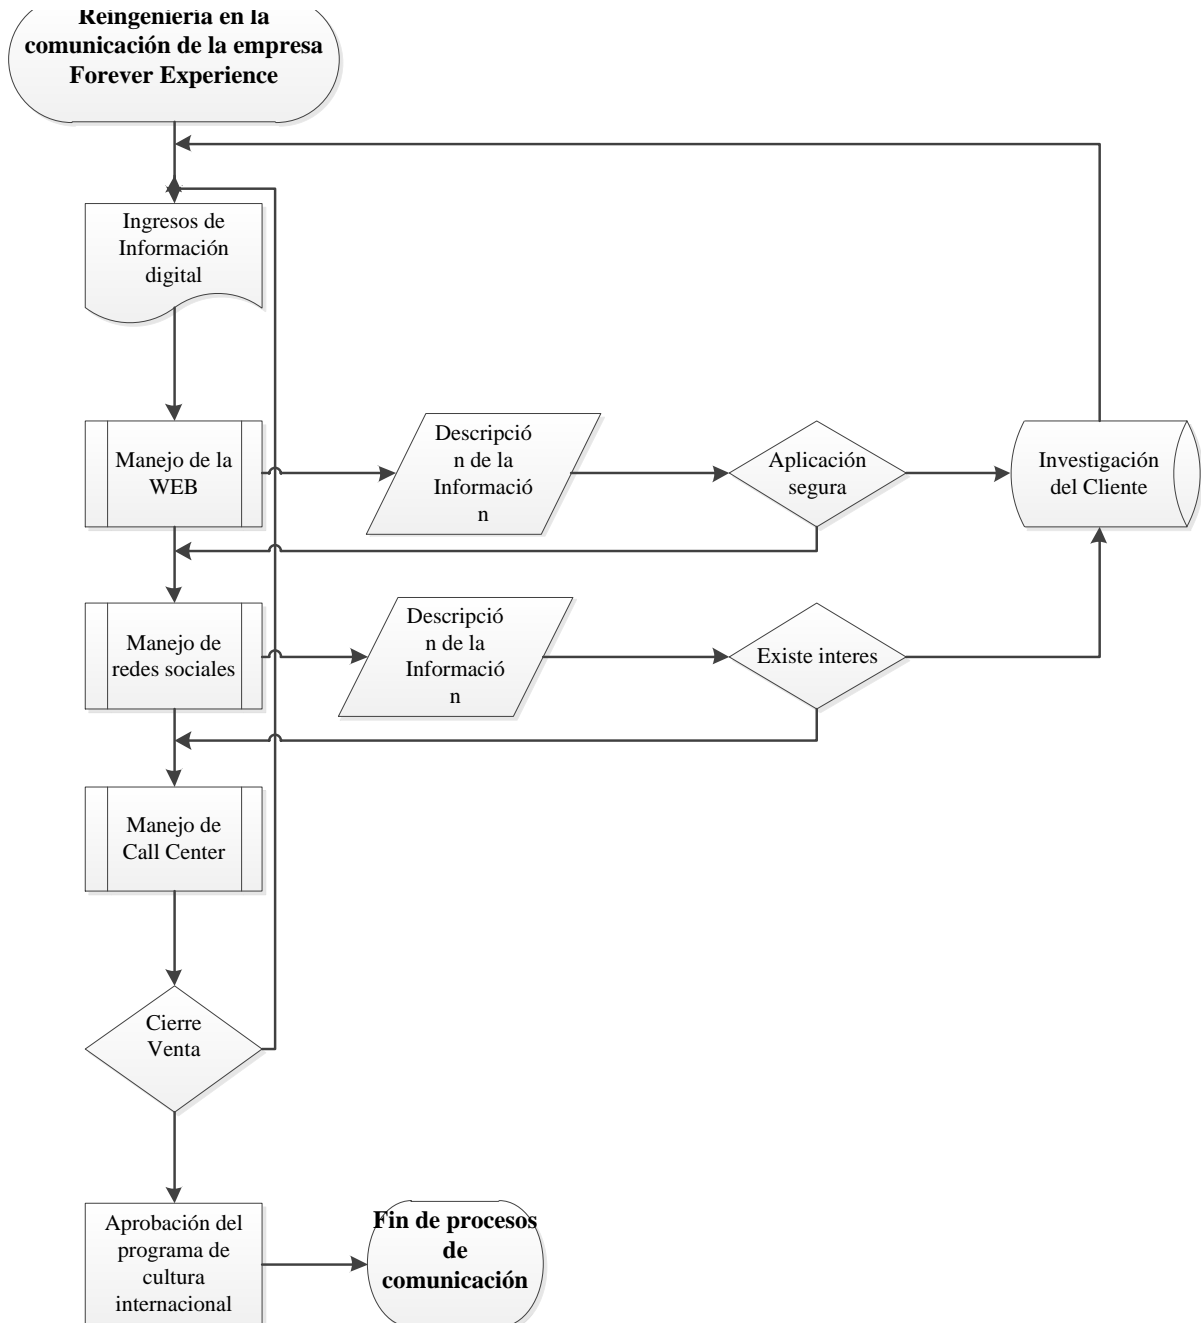 Reingeniería en la
comunicación de la empresa
Forever Experience
Ingresos de
Información
digital
Manejo de la
WEB
Descripció
n de la
Informació
n
Aplicación
segura
Investigación
del Cliente
Manejo de
redes sociales
Descripció
n de la
Informació
n
Existe interes
Manejo de
Call Center
Cierre
Venta
Aprobación del
programa de
cultura
internacional
Fin de procesos
de
comunicación